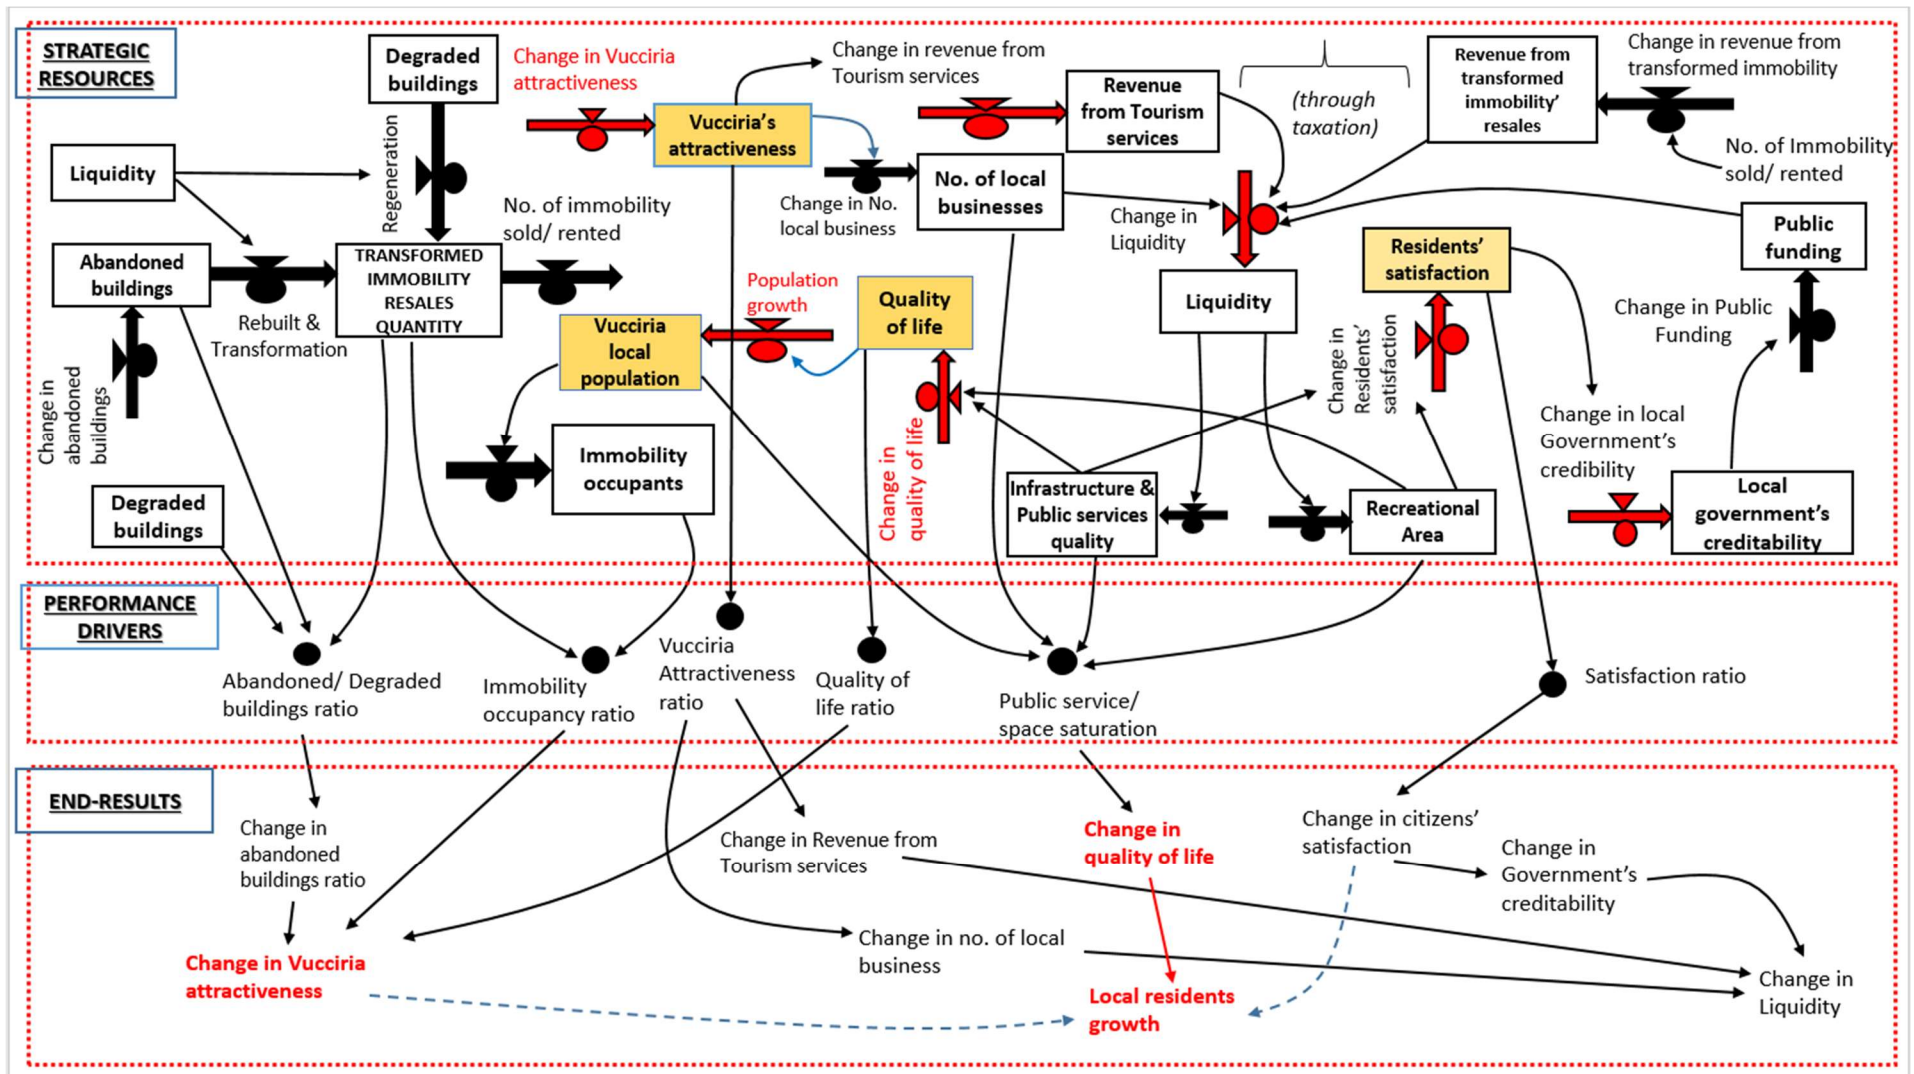 STRATEGIC
RESOURCES
Degraded
buildings
Change in Vucciria
attractiveness
Vucciria's
attractiveness
Change in revenue from
Tourism services
Revenue
from Tourism
services
(through
taxation)
Revenue from
transformed
immobility'
resales
Change in revenue from
transformed immobility
No. of Immobility
sold/ rented
Liquidity
Regeneration
No. of immobility
sold/ rented
Change in No.
local business
No. of local
businesses
Change in
Liquidity
Residents'
satisfaction
Public
funding
Abandoned
buildings
TRANSFORMED
IMMOBILITY
RESALES
QUANTITY
Rebuilt &
Transformation
Population
growth
Quality
of life
Liquidity
Change in Public
Funding
Vucciria
local
population
Change in
abandoned
buildings
Change in
Residents'
satisfaction
Change in local
Government's
credibility
Immobility
occupants
Change in
quality of life
Degraded
buildings
Infrastructure &
Public services
quality
Recreational
Area
Local
government's
creditability
PERFORMANCE
DRIVERS
Abandoned/ Degraded
buildings ratio
Immobility
occupancy ratio
Vucciria
Attractiveness
ratio
Quality of
life ratio
Public service/
space saturation
Satisfaction ratio
END-RESULTS
Change in
abandoned
buildings ratio
Change in Revenue from
Tourism services
Change in
quality of life
Change in citizens'
satisfaction
Change in
Government's
creditability
Change in Vucciria
attractiveness
Change in no. of local
business
Local residents
growth
Change in
Liquidity